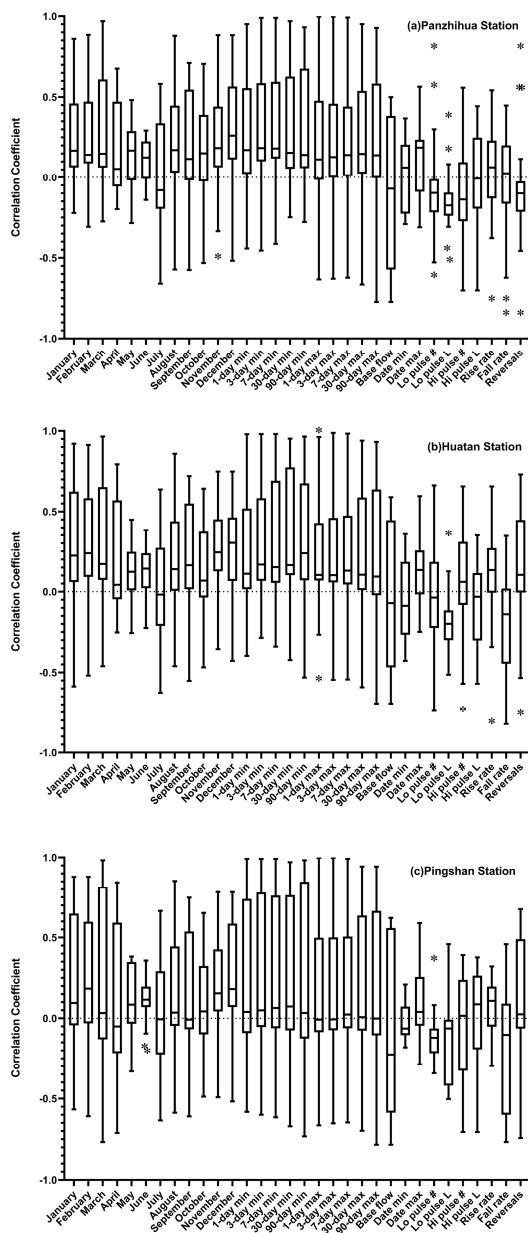 1.0
(a)Panzhihua Station
0.5
0.0
-0.5
-1.0
Correlation Coefficient
January
February
March
April
May
June
July
August
September
October
November
December
1-day min
3-day min
7-day min
30-day min
90-day min
1-day max
3-day max
7-day max
30-day max
90-day max
Base flow
Date min
Date max
Lo pulse #
Lo pulse L
Hi pulse #
Hi pulse L
Rise rate
Fall rate
Reversals
1.0
(b)Huatan Station
0.5
0.0
-0.5
-1.0
Correlation Coefficient
January
February
March
April
May
June
July
August
September
October
November
December
1-day min
3-day min
7-day min
30-day min
90-day min
1-day max
3-day max
7-day max
30-day max
90-day max
Base flow
Date min
Date max
Lo pulse #
Lo pulse L
Hi pulse #
Hi pulse L
Rise rate
Fall rate
Reversals
1.0
(c)Pingshan Station
0.5
0.0
-0.5
-1.0
Correlation Coefficient
January
February
March
April
May
June
July
August
September
October
November
December
1-day min
3-day min
7-day min
30-day min
90-day min
1-day max
3-day max
7-day max
30-day max
90-day max
Base flow
Date min
Date max
Lo pulse #
Lo pulse L
Hi pulse #
Hi pulse L
Rise rate
Fall rate
Reversals